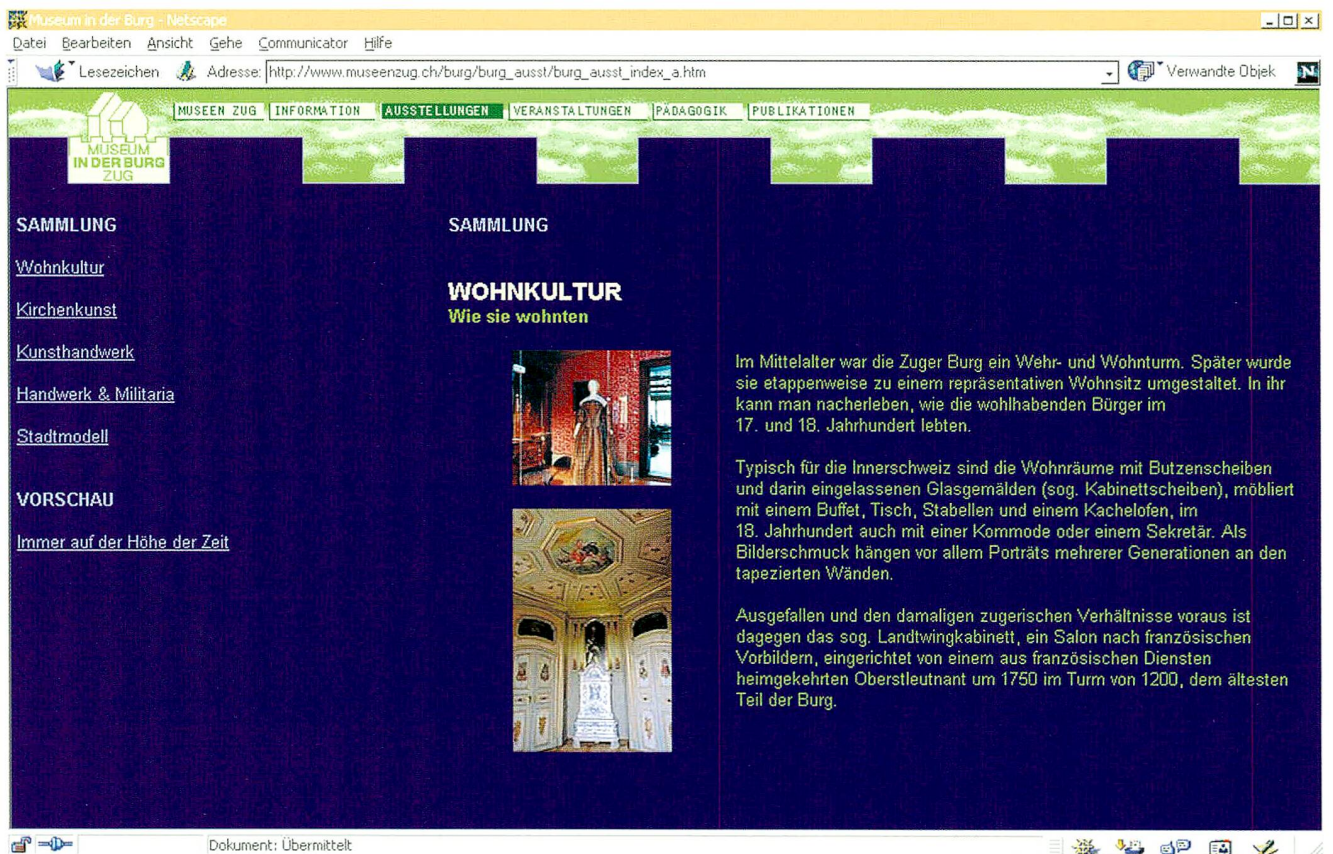 Museum in der Burg - Netscape
Datei Bearbeiten Ansicht Gehe Communicator Hilfe
Lesezeichen Adresse: http://www.museenzug.ch/burg/burg_ausst/burg_ausst_index_a.htm Verwandte Objek N
MUSEEN ZUG INFORMATION AUSSTELLUNGEN VERANSTALTUNGEN PÄDAGOGIK PUBLIKATIONEN
MUSEUM
IN DER BURG
ZUG
SAMMLUNG
Wohnkultur
Kirchenkunst
Kunsthandwerk
Handwerk & Militaria
Stadtmodell
VORSCHAU
Immer auf der Höhe der Zeit
SAMMLUNG
WOHNKULTUR
Wie sie wohnten
Im Mittelalter war die Zuger Burg ein Wehr- und Wohnturm. Später wurde
sie etappenweise zu einem repräsentativen Wohnsitz umgestaltet. In ihr
kann man nacherleben, wie die wohlhabenden Bürger im
17. und 18. Jahrhundert lebten.
Typisch für die Innerschweiz sind die Wohnräume mit Butzenscheiben
und darin eingelassenen Glasgemälden (sog. Kabinettscheiben), möbliert
mit einem Buffet, Tisch, Stabellen und einem Kachelofen, im
18. Jahrhundert auch mit einer Kommode oder einem Sekretär. Als
Bilderschmuck hängen vor allem Porträts mehrerer Generationen an den
tapezierten Wänden.
Ausgefallen und den damaligen zugerischen Verhältnisse voraus ist
dagegen das sog. Landtwingkabinett, ein Salon nach französischen
Vorbildern, eingerichtet von einem aus französischen Diensten
heimgekehrten Oberstleutnant um 1750 im Turm von 1200, dem ältesten
Teil der Burg.
Dokument: Übermittelt